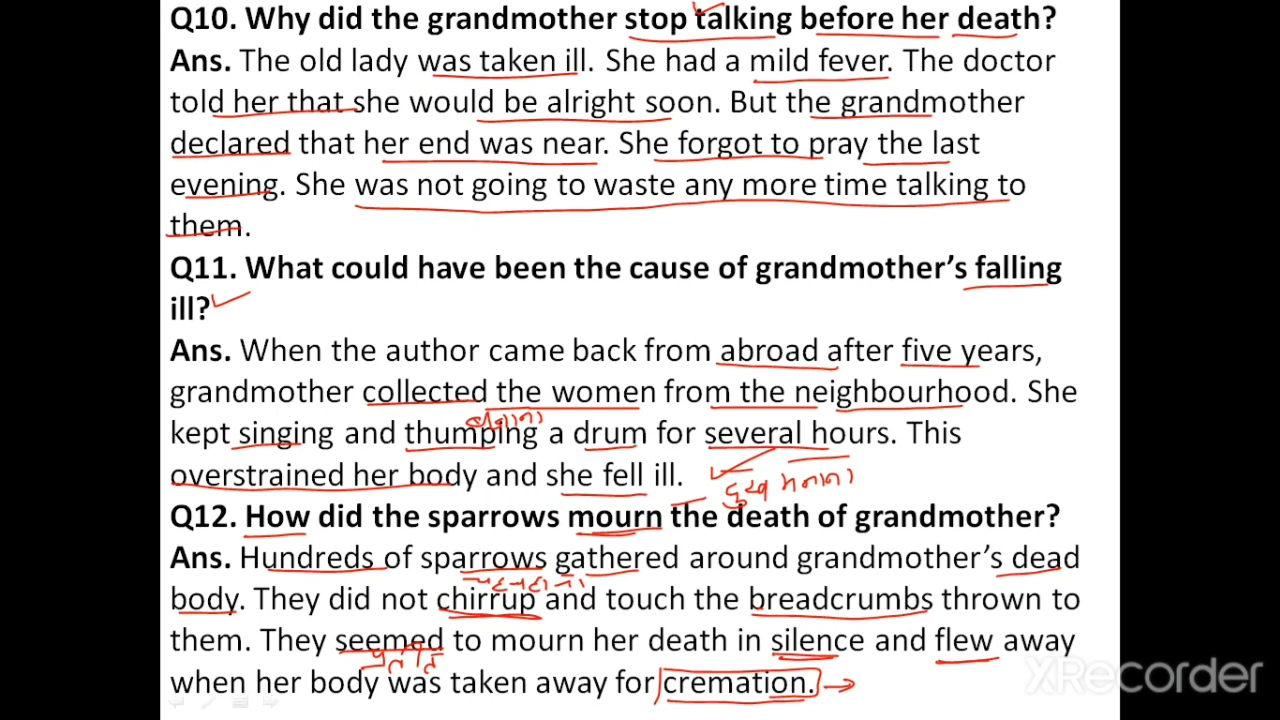 Q10. Why did the grandmother stop talking before her death?
Ans. The old lady was taken ill. She had a mild fever. The doctor
told her that she would be alright soon. But the grandmother
declared that her end was near. She forgot to pray the last
evening. She was not going to waste any more time talking to
them.
Q11. What could have been the cause of grandmother's falling
ill?
Ans. When the author came back from abroad after five years,
grandmother collected the women from the neighbourhood. She
kept singing and thumping a drum for several hours. This
overstrained her body and she fell ill.
Q12. How did the sparrows mourn the death of grandmother?
Ans. Hundreds of sparrows gathered around grandmother's dead
body. They did not chirrup and touch the breadcrumbs thrown to
them. They seemed to mourn her death in silence and flew away
when her body was taken away for cremation.
XRecorder